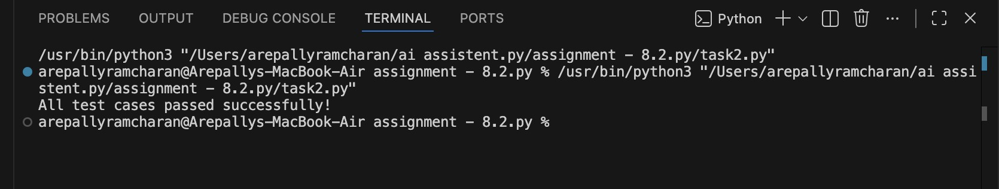 PROBLEMS OUTPUT DEBUG CONSOLE TERMINAL PORTS Python
/usr/bin/python3 "/Users/arepallyramcharan/ai assistent.py/assignment - 8.2.py/task2.py"
arepallyramcharan@Arepallys-MacBook-Air assignment - 8.2.py % /usr/bin/python3 "/Users/arepallyramcharan/ai assi
stent.py/assignment - 8.2.py/task2.py"
All test cases passed successfully!
arepallyramcharan@Arepallys-MacBook-Air assignment - 8.2.py %